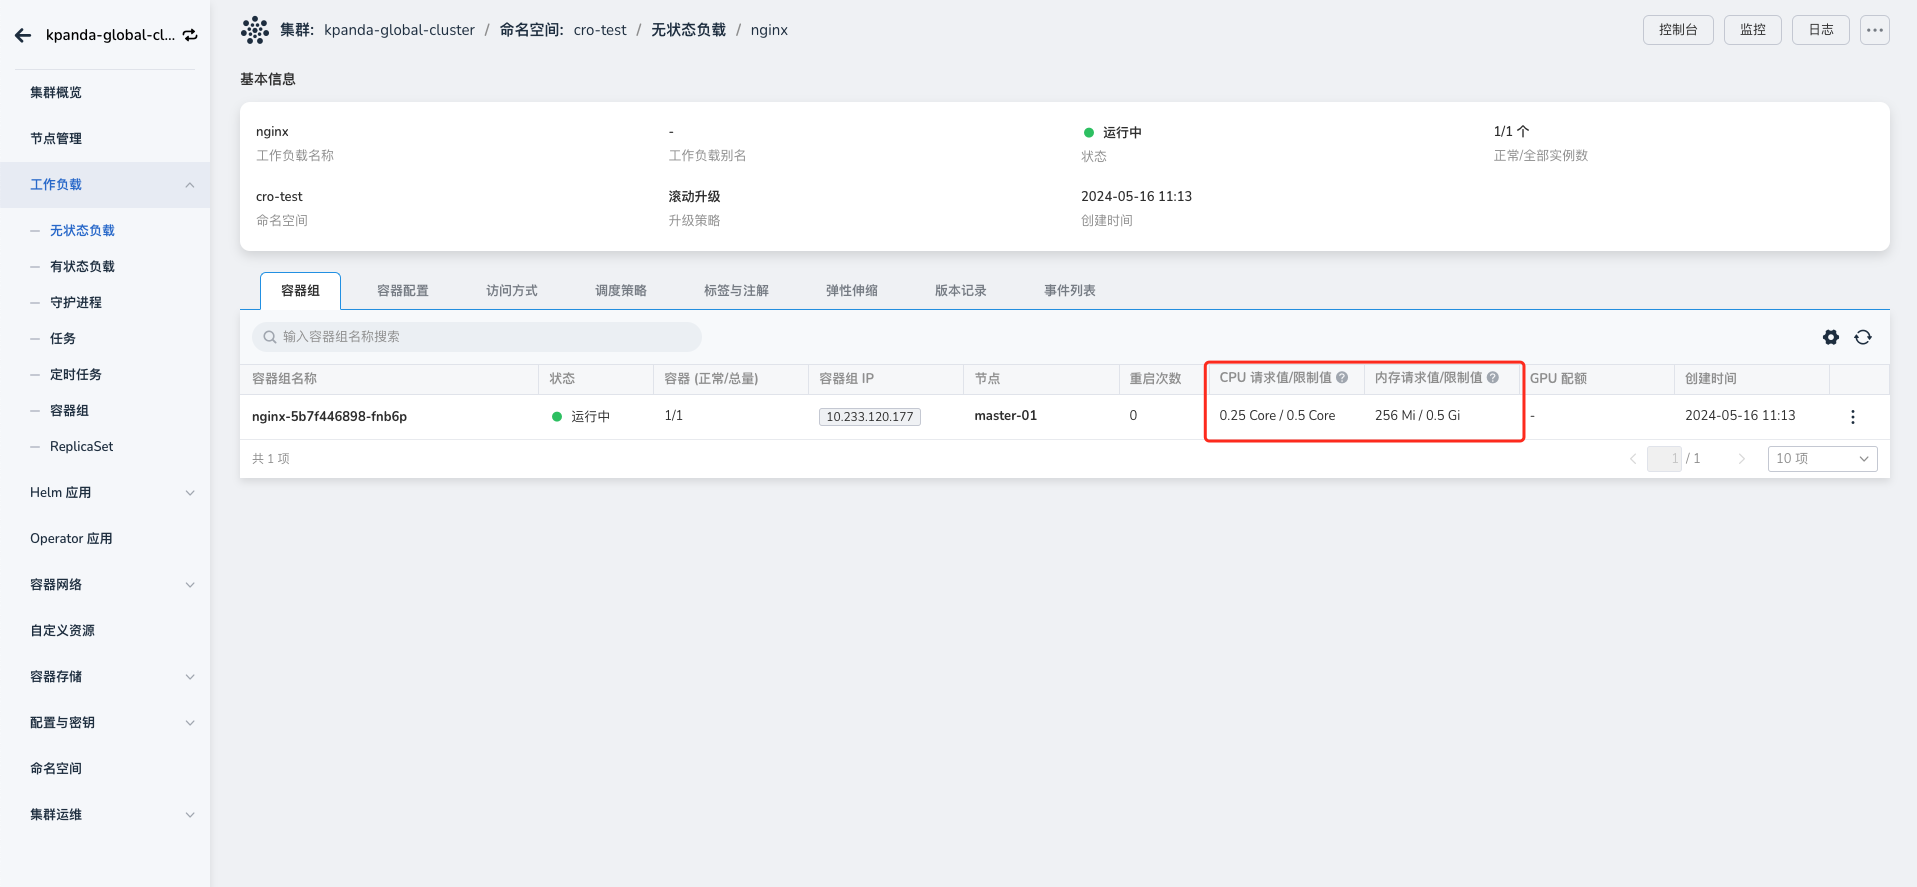 kpanda-global-cl...
集群: kpanda-global-cluster / 命名空间: cro-test / 无状态负载 / nginx
控制台
监控
日志
集群概览
节点管理
工作负载
无状态负载
有状态负载
守护进程
任务
定时任务
容器组
ReplicaSet
Helm 应用
Operator 应用
容器网络
自定义资源
容器存储
配置与密钥
命名空间
集群运维
基本信息
nginx
工作负载名称
-
工作负载别名
运行中
状态
1/1 个
正常/全部实例数
cro-test
命名空间
滚动升级
升级策略
2024-05-16 11:13
创建时间
容器组 容器配置 访问方式 调度策略 标签与注解 弹性伸缩 版本记录 事件列表
输入容器组名称搜索
容器组名称 状态 容器 (正常/总量) 容器组 IP 节点 重启次数 CPU 请求值/限制值 内存请求值/限制值 GPU 配额 创建时间
nginx-5b7f446898-fnb6p 运行中 1/1 10.233.120.177 master-01 0 0.25 Core / 0.5 Core 256 Mi / 0.5 Gi - 2024-05-16 11:13
共 1 项
1 / 1
10 项